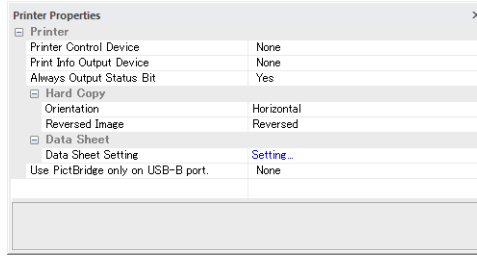 Printer Properties
Printer
Printer Control Device None
Print Info Output Device None
Always Output Status Bit Yes
Hard Copy
Orientation Horizontal
Reversed Image Reversed
Data Sheet
Data Sheet Setting Setting...
Use PictBridge only on USB-B port. None